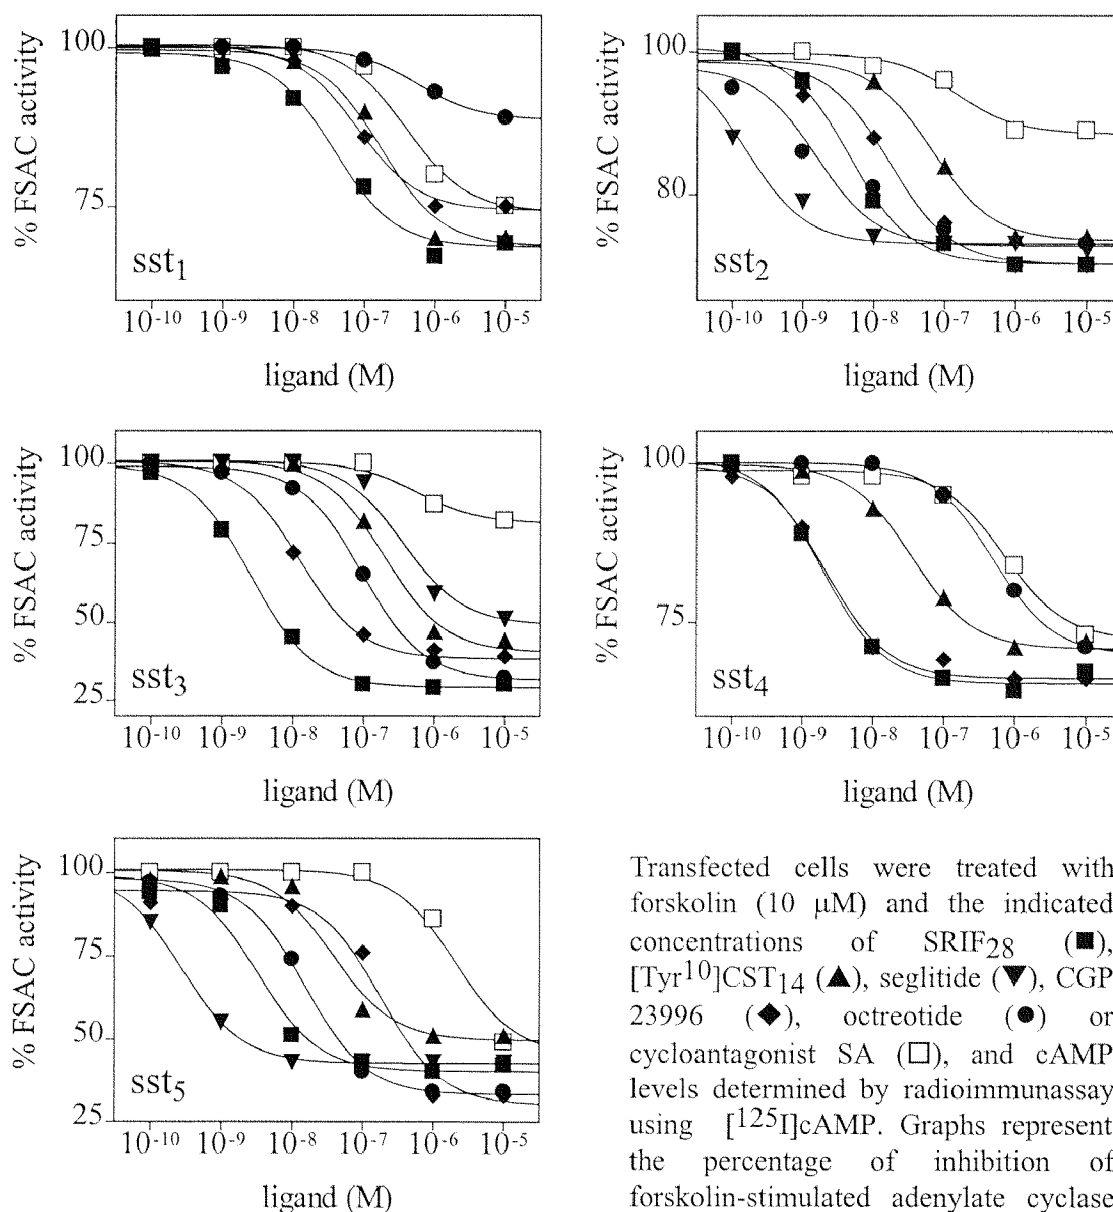 % FSAC activity
100
75
sst1
10-10 10-9 10-8 10-7 10-6 10-5
ligand (M)
% FSAC activity
100
80
sst2
10-10 10-9 10-8 10-7 10-6 10-5
ligand (M)
% FSAC activity
100
75
50
25
sst3
10-10 10-9 10-8 10-7 10-6 10-5
ligand (M)
% FSAC activity
100
75
sst4
10-10 10-9 10-8 10-7 10-6 10-5
ligand (M)
% FSAC activity
100
75
50
25
sst5
10-10 10-9 10-8 10-7 10-6 10-5
ligand (M)
Transfected cells were treated with
forskolin (10 µM) and the indicated
concentrations of SRIF28 (■),
[Tyr10]CST14 (▲), seglitide (▼), CGP
23996 (◆), octreotide (●) or
cycloantagonist SA (□), and cAMP
levels determined by radioimmunassay
using [125I]cAMP. Graphs represent
the percentage of inhibition of
forskolin-stimulated adenylate cyclase